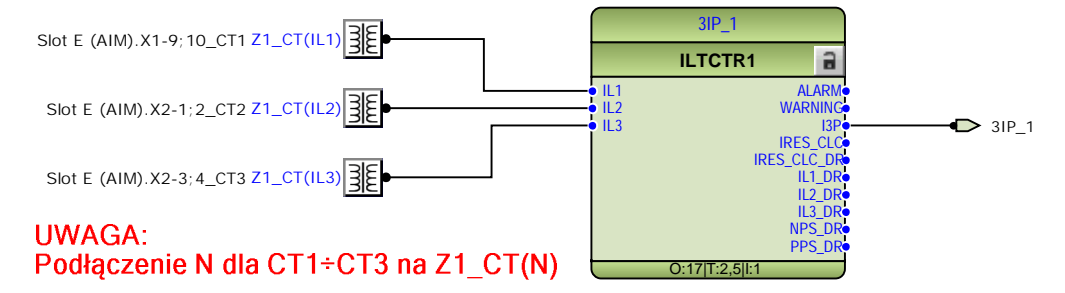 3IP_1
ILTCTR1
Slot E (AIM).X1-9;10_CT1 Z1_CT(IL1)
Slot E (AIM).X2-1;2_CT2 Z1_CT(IL2)
Slot E (AIM).X2-3;4_CT3 Z1_CT(IL3)
IL1
IL2
IL3
ALARM
WARNING
I3P
IRES_CLC
IRES_CLC_DR
IL1_DR
IL2_DR
IL3_DR
NPS_DR
PPS_DR
3IP_1
O:17|T:2,5|I:1
UWAGA:
Podłączenie N dla CT1÷CT3 na Z1_CT(N)